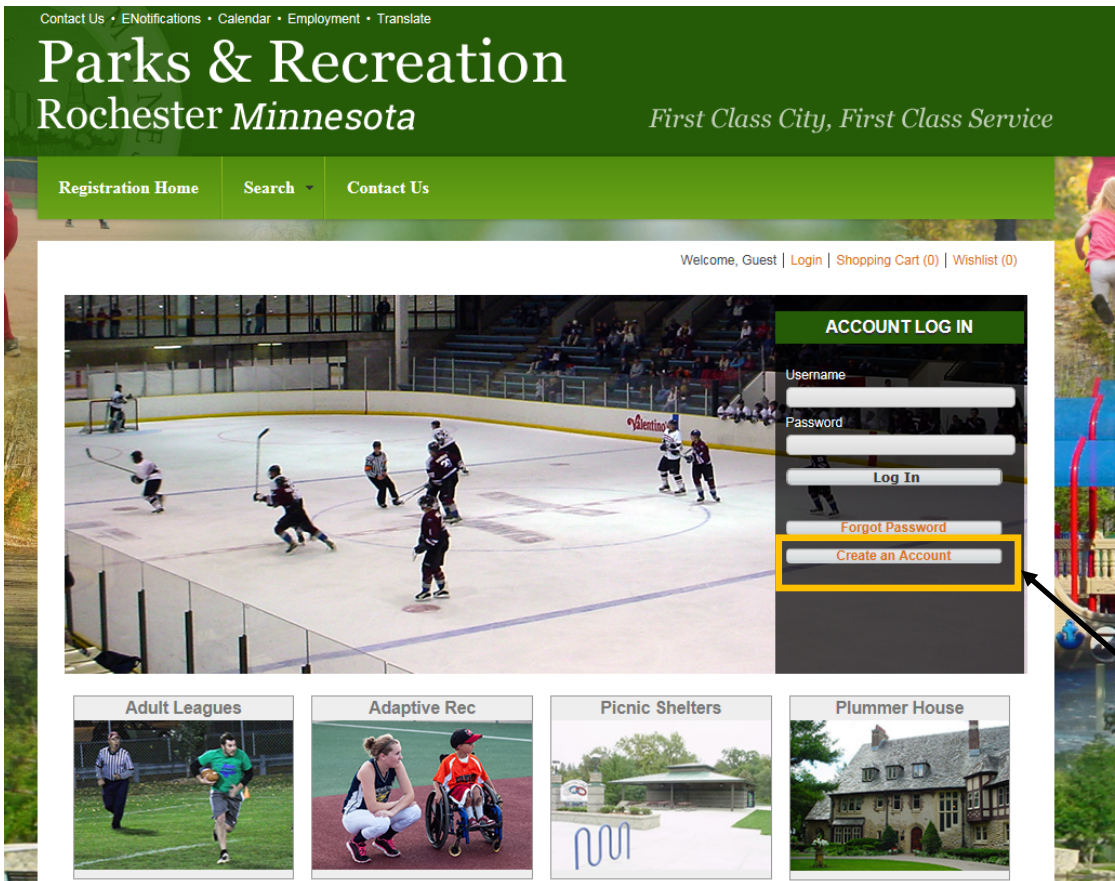 Contact Us • ENotifications • Calendar • Employment • Translate
Parks & Recreation
Rochester Minnesota
First Class City, First Class Service
Registration Home Search Contact Us
Welcome, Guest | Login | Shopping Cart (0) | Wishlist (0)
ACCOUNT LOG IN
Username
Valentino's
Password
Log In
Forgot Password
Create an Account
Adult Leagues Adaptive Rec Picnic Shelters Plummer House